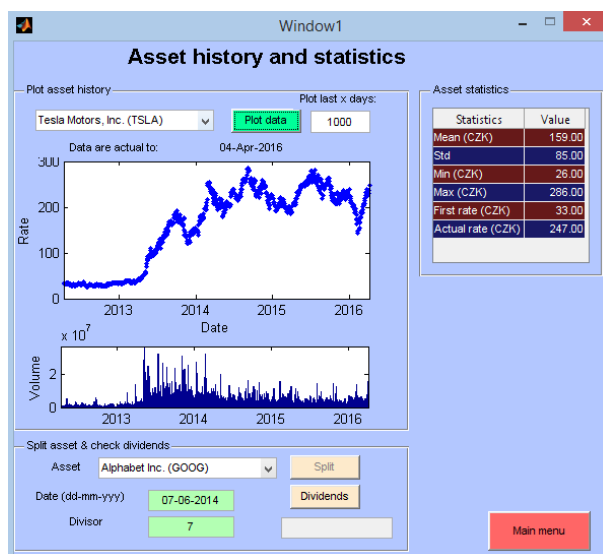 Window1
Asset history and statistics
Plot asset history
Plot last x days:
Tesla Motors, Inc. (TSLA)
Plot data
1000
Data are actual to: 04-Apr-2016
300
200
100
0
Rate
2013 2014 2015 2016
Date
x 10^7
2
0
Volume
2013 2014 2015 2016
Asset statistics
Statistics Value
Mean (CZK) 159.00
Std 85.00
Min (CZK) 26.00
Max (CZK) 286.00
First rate (CZK) 33.00
Actual rate (CZK) 247.00
Split asset & check dividends
Asset Alphabet Inc. (GOOG) Split
Date (dd-mm-yyy) 07-06-2014 Dividends
Divisor 7
Main menu